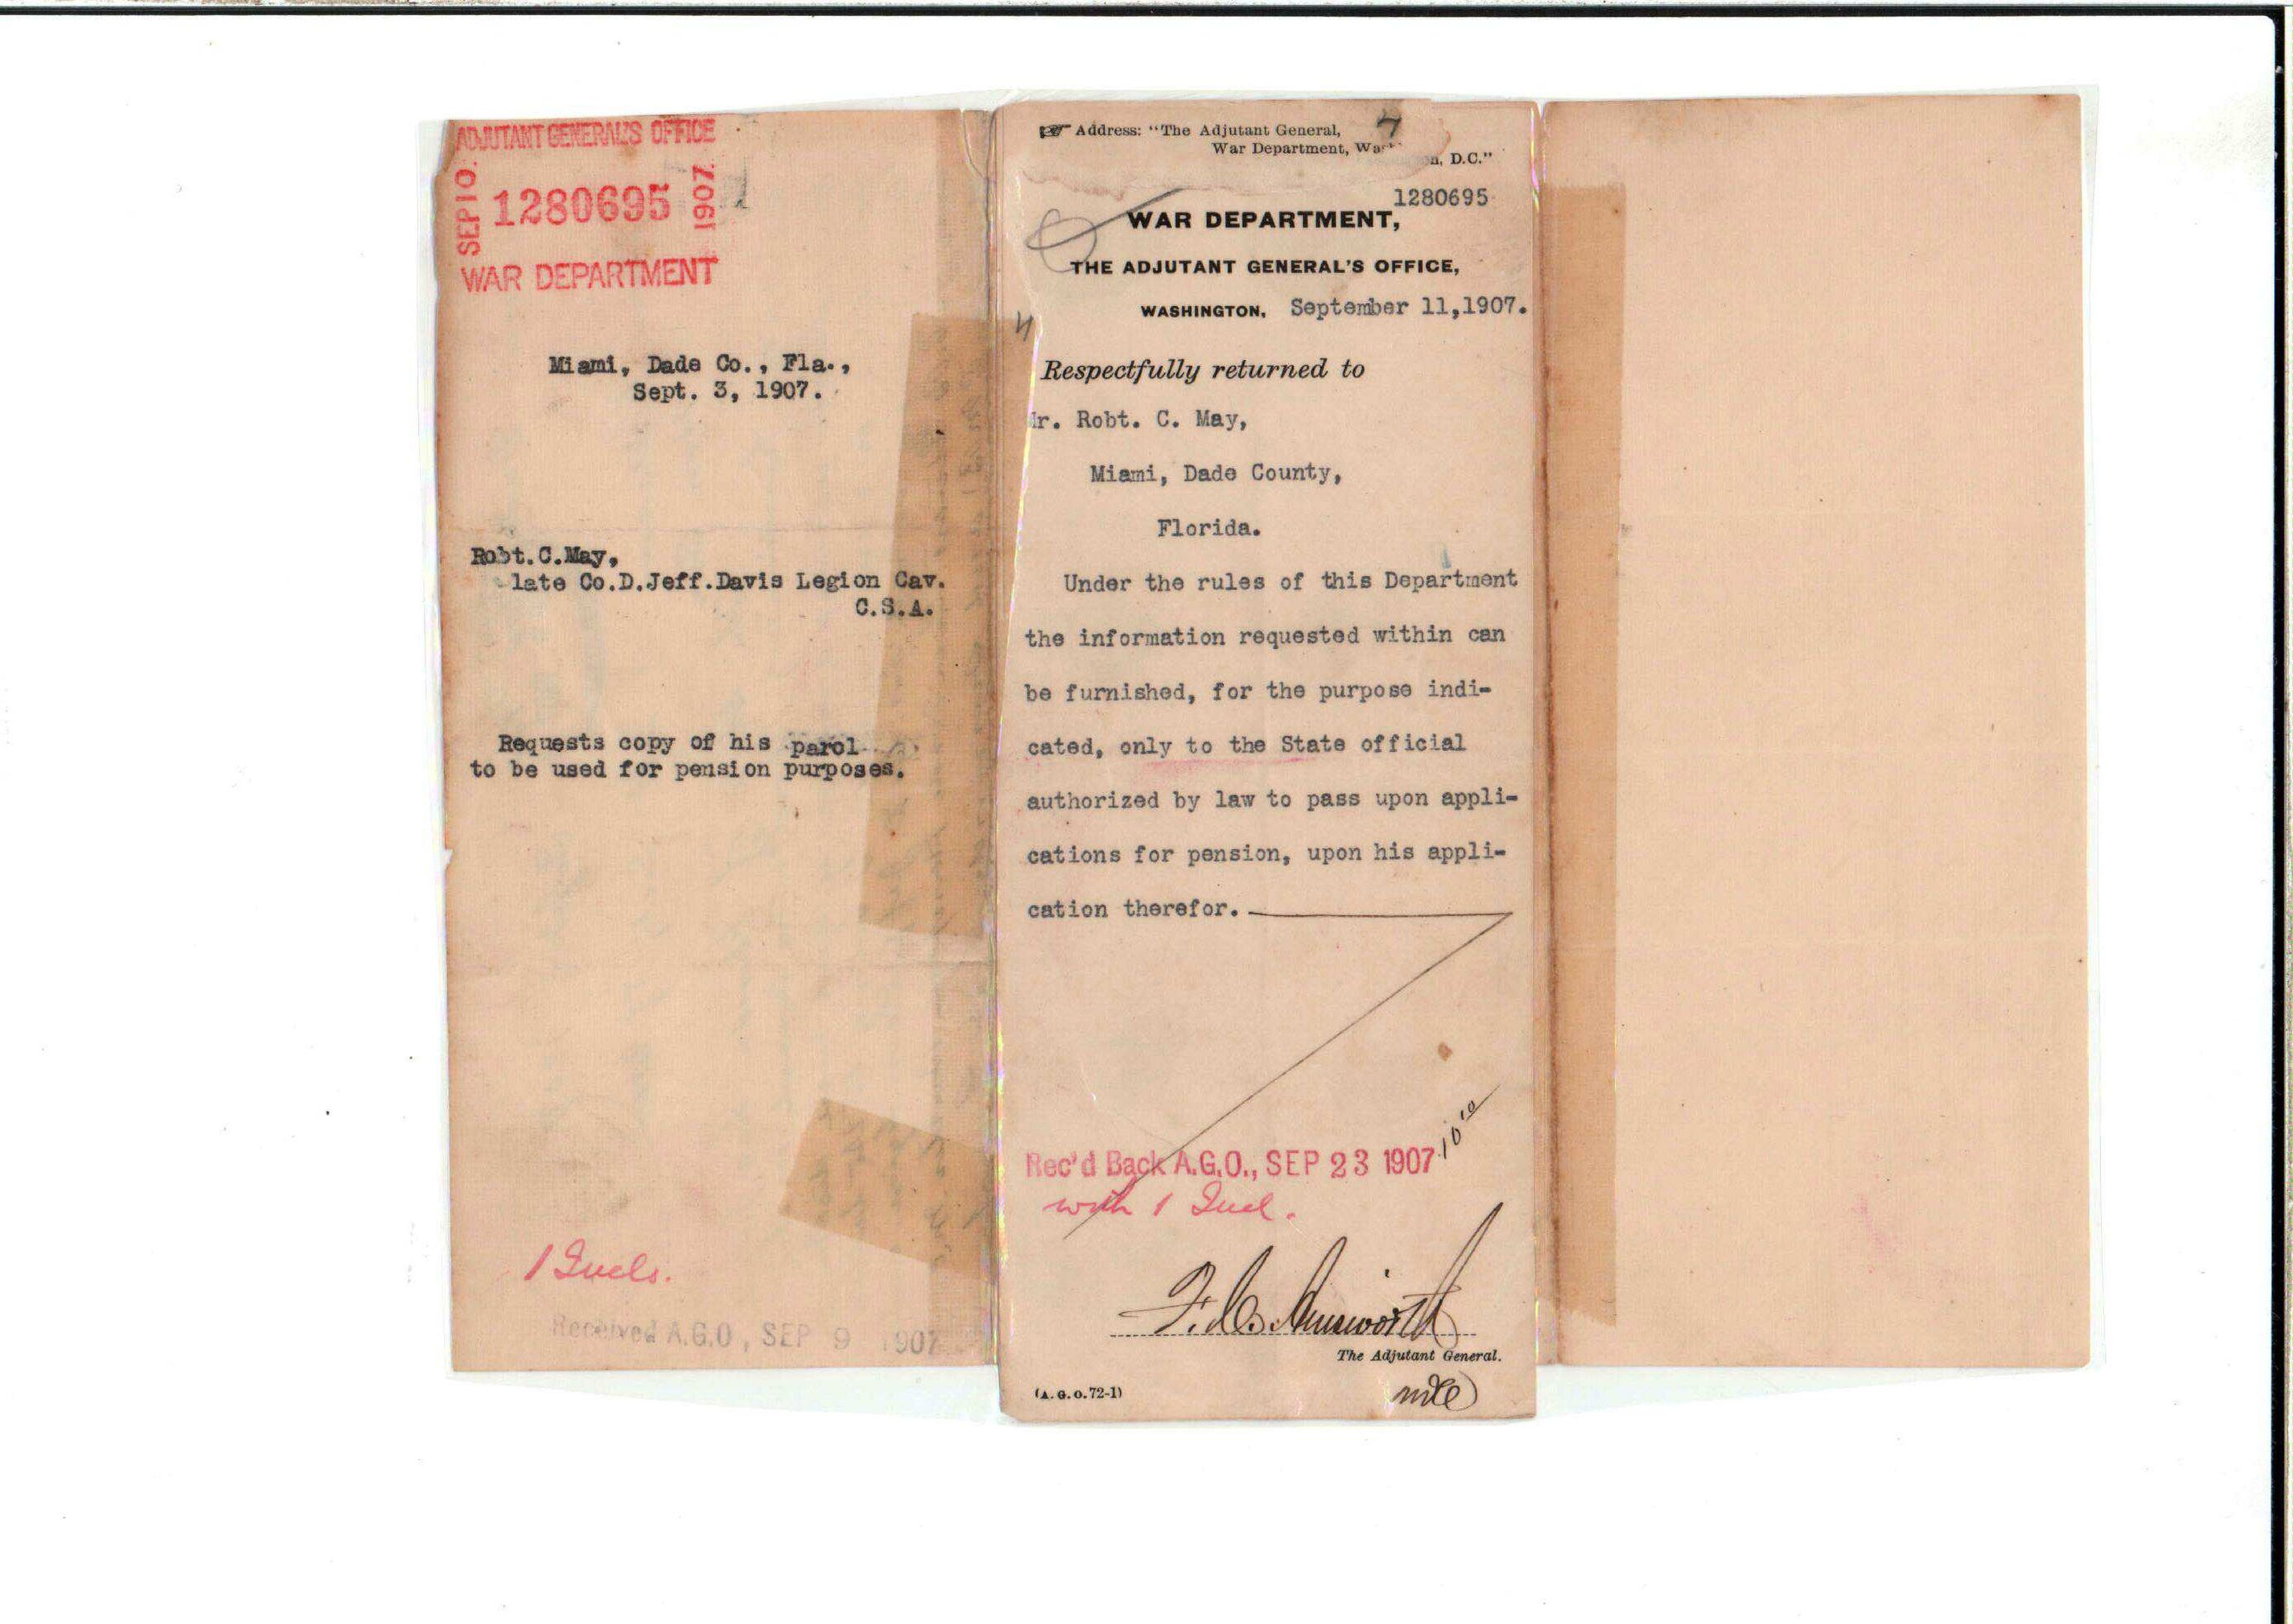 ADJUTANT GENERAL'S OFFICE
SEP 10. 1280695 1907.
WAR DEPARTMENT
Miami, Dade Co., Fla.,
Sept. 3, 1907.
Robt.C.May,
late Co.D.Jeff.Davis Legion Cav.
C.S.A.
Requests copy of his parol
to be used for pension purposes.
1 Incls.
Received A.G.O., SEP 9 1907
Address: "The Adjutant General,
War Department, D.C."
1280695
WAR DEPARTMENT,
THE ADJUTANT GENERAL'S OFFICE,
WASHINGTON, September 11,1907.
4
Respectfully returned to
Mr. Robt. C. May,
Miami, Dade County,
Florida.
Under the rules of this Department
the information requested within can
be furnished, for the purpose indi-
cated, only to the State official
authorized by law to pass upon appli-
cations for pension, upon his appli-
cation therefor.
Rec'd Back A.G.O., SEP 23 1907
with 1 Incl.
F. C. Ainsworth
The Adjutant General.
(A.G.O.72-1)